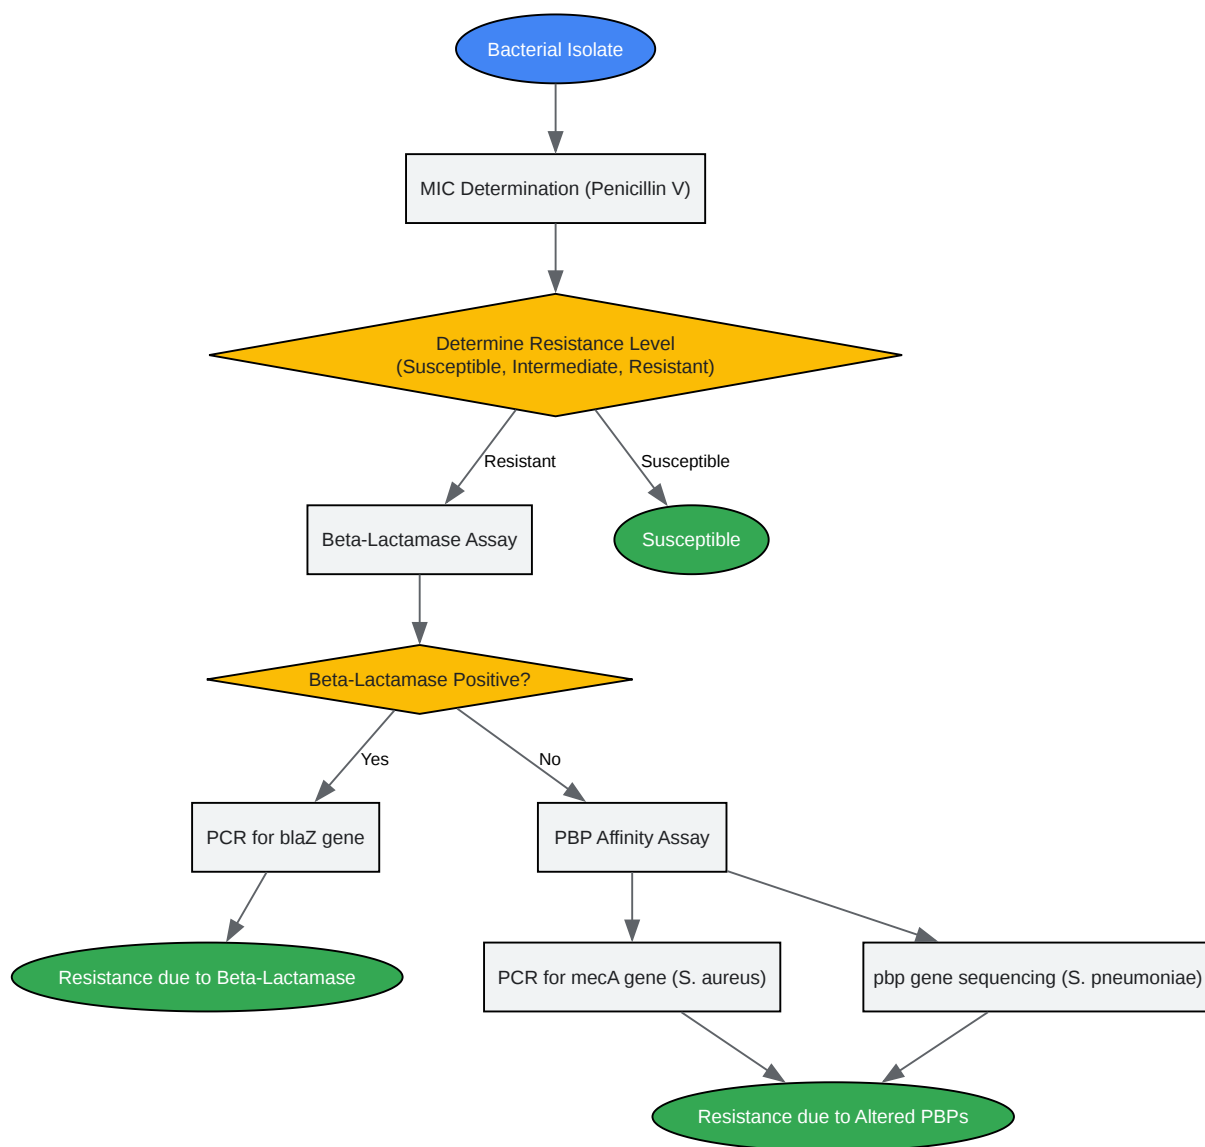 Bacterial Isolate
MIC Determination (Penicillin V)
Determine Resistance Level
(Susceptible, Intermediate, Resistant)
Resistant
Susceptible
Beta-Lactamase Assay
Susceptible
Beta-Lactamase Positive?
Yes
No
PCR for blaZ gene
PBP Affinity Assay
Resistance due to Beta-Lactamase
PCR for mecA gene (S. aureus)
pbp gene sequencing (S. pneumoniae)
Resistance due to Altered PBPs